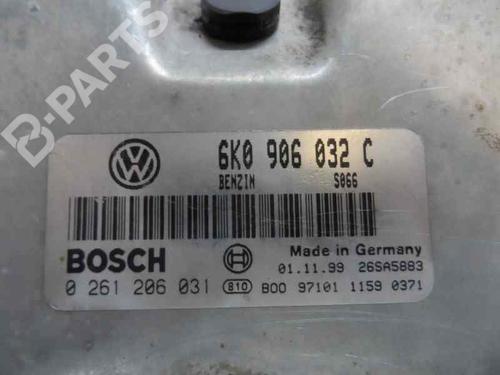 B-PARTS
6K0 906 032 C
BENZIN S066
BOSCH
Made in Germany
01.11.99 26SA5883
0 261 206 031 810 B00 97101 1159 0371